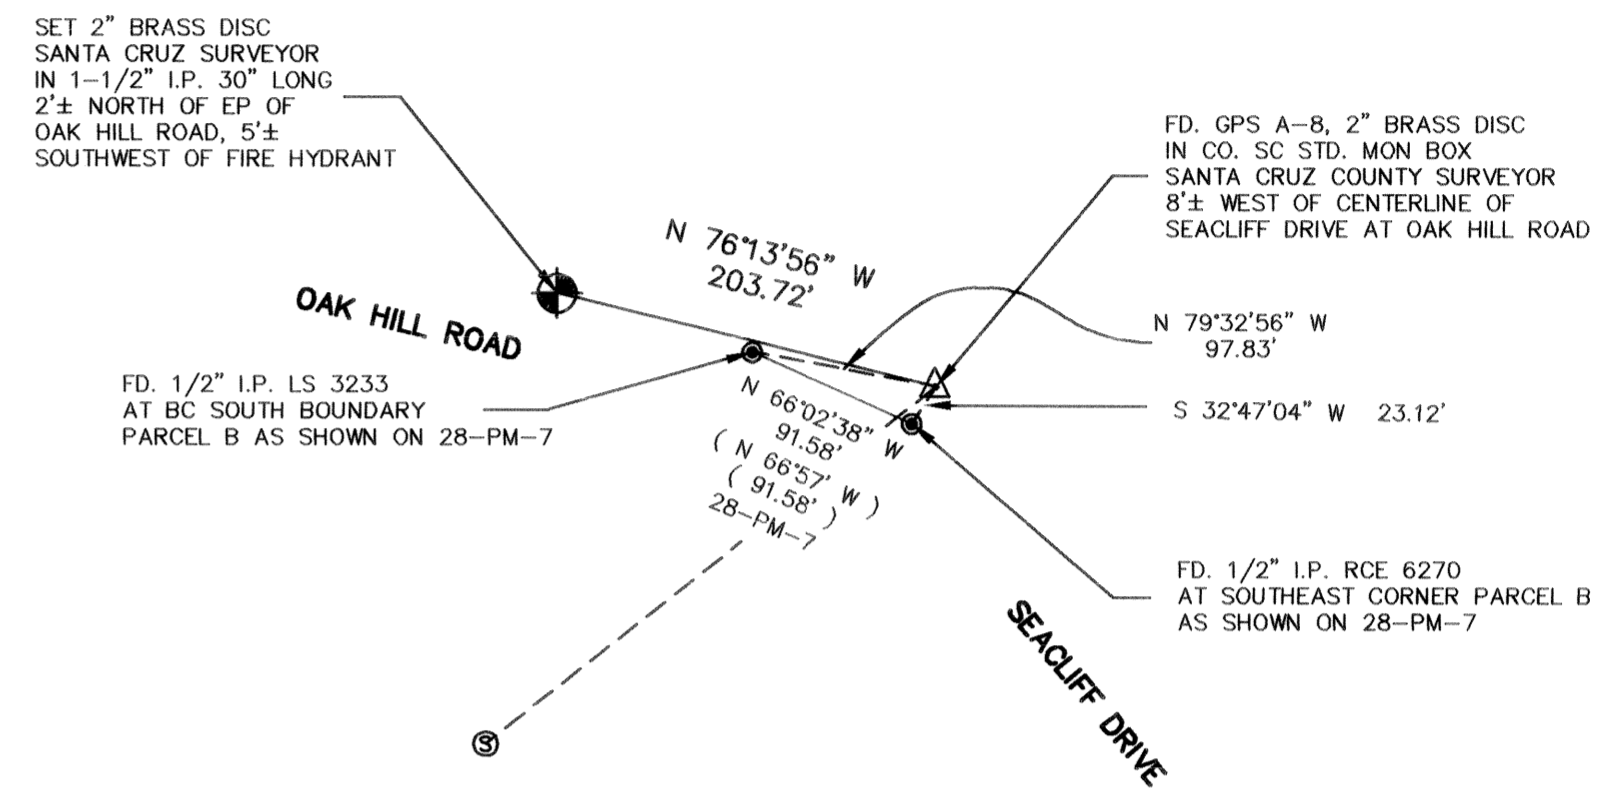 SET 2" BRASS DISC
SANTA CRUZ SURVEYOR
IN 1-1/2" I.P. 30" LONG
2'± NORTH OF EP OF
OAK HILL ROAD, 5'±
SOUTHWEST OF FIRE HYDRANT
FD. GPS A-8, 2" BRASS DISC
IN CO. SC STD. MON BOX
SANTA CRUZ COUNTY SURVEYOR
8'± WEST OF CENTERLINE OF
SEACLIFF DRIVE AT OAK HILL ROAD
N 76°13'56" W
203.72'
OAK HILL ROAD
N 79°32'56" W
97.83'
FD. 1/2" I.P. LS 3233
AT BC SOUTH BOUNDARY
PARCEL B AS SHOWN ON 28-PM-7
S 32°47'04" W 23.12'
N 66°02'38" W
91.58'
( N 66°57' W )
( 91.58' )
28-PM-7
FD. 1/2" I.P. RCE 6270
AT SOUTHEAST CORNER PARCEL B
AS SHOWN ON 28-PM-7
SEACLIFF DRIVE
S